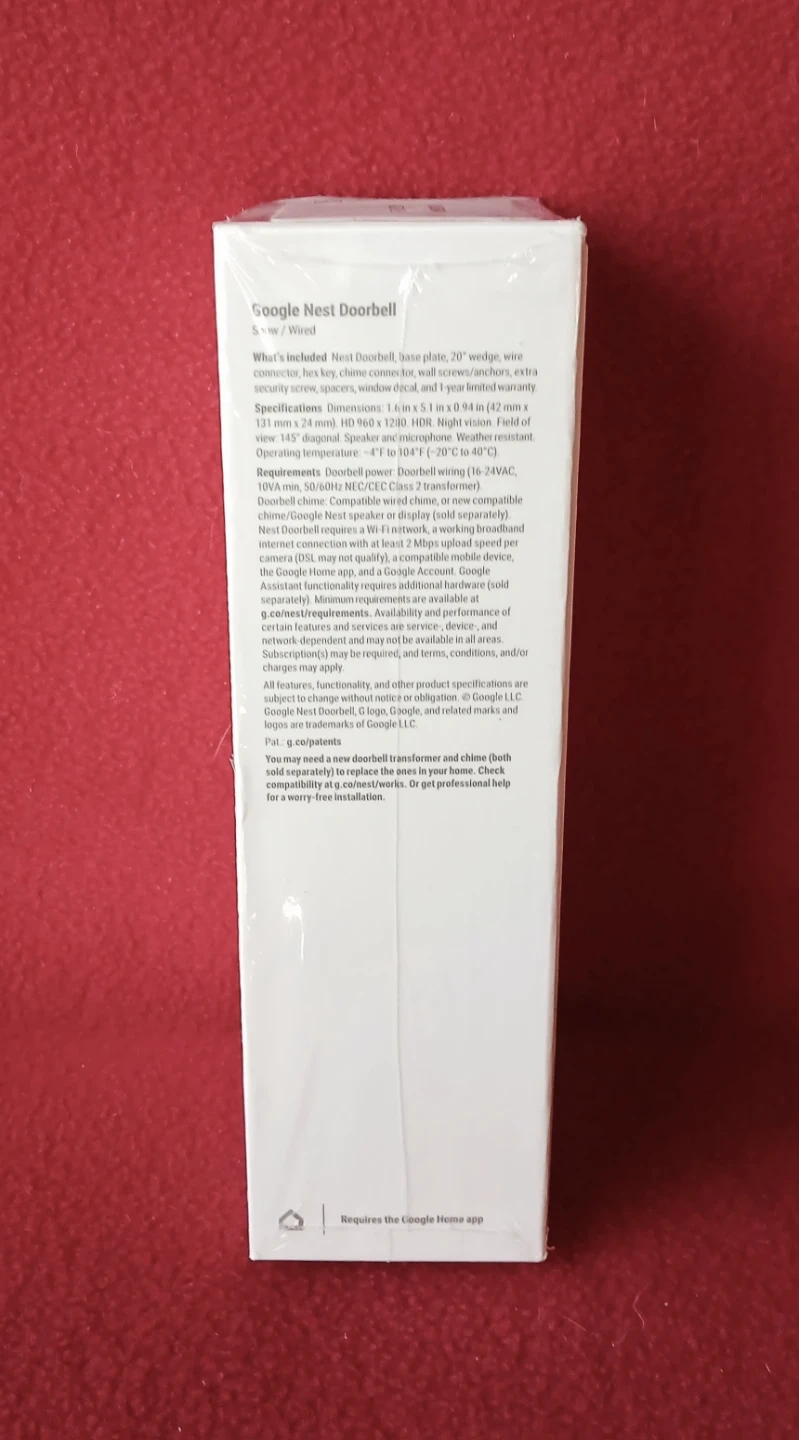 Google Nest Doorbell
Snow / Wired
What's included Nest Doorbell, base plate, 20° wedge, wire
connector, hex key, chime connector, wall screws/anchors, extra
security screw, spacers, window decal, and 1-year limited warranty.
Specifications Dimensions: 1.6 in x 5.1 in x 0.94 in (42 mm x
131 mm x 24 mm). HD 960 x 1280. HDR. Night vision. Field of
view: 145° diagonal. Speaker and microphone. Weather resistant.
Operating temperature: -4°F to 104°F (-20°C to 40°C).
Requirements Doorbell power: Doorbell wiring (16-24VAC,
10VA min, 50/60Hz NEC/CEC Class 2 transformer).
Doorbell chime: Compatible wired chime, or new compatible
chime/Google Nest speaker or display (sold separately).
Nest Doorbell requires a Wi-Fi network, a working broadband
internet connection with at least 2 Mbps upload speed per
camera (DSL may not qualify), a compatible mobile device,
the Google Home app, and a Google Account. Google
Assistant functionality requires additional hardware (sold
separately). Minimum requirements are available at
g.co/nest/requirements. Availability and performance of
certain features and services are service-, device-, and
network-dependent and may not be available in all areas.
Subscription(s) may be required, and terms, conditions, and/or
charges may apply.
All features, functionality, and other product specifications are
subject to change without notice or obligation. © Google LLC.
Google Nest Doorbell, G logo, Google, and related marks and
logos are trademarks of Google LLC.
Pat.: g.co/patents
You may need a new doorbell transformer and chime (both
sold separately) to replace the ones in your home. Check
compatibility at g.co/nest/works. Or get professional help
for a worry-free installation.
Requires the Google Home app